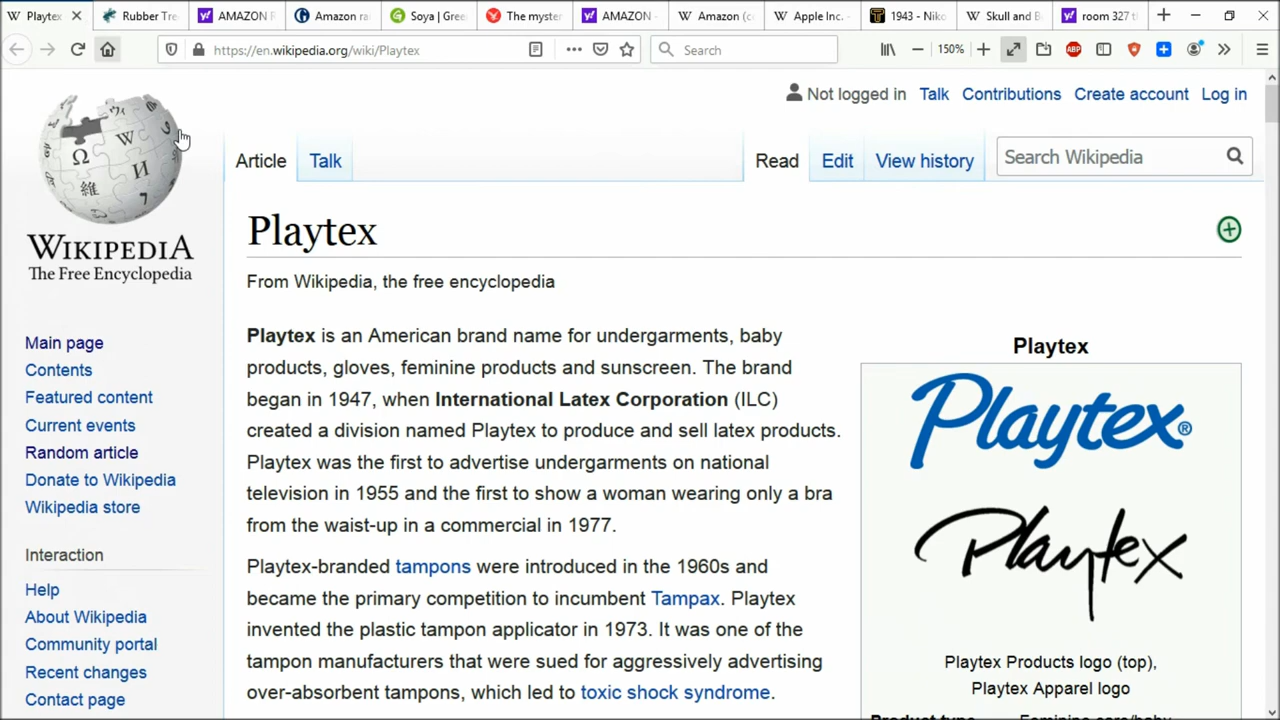 Playtex
Rubber Tre
AMAZON R
Amazon ra
Soya | Gree
The myster
AMAZON -
Amazon (c
Apple Inc. -
1943 - Niko
Skull and B
room 327 t
https://en.wikipedia.org/wiki/Playtex
Search
150%
ABP
Not logged in Talk Contributions Create account Log in
Article Talk Read Edit View history Search Wikipedia
WIKIPEDIA
The Free Encyclopedia
Main page
Contents
Featured content
Current events
Random article
Donate to Wikipedia
Wikipedia store
Interaction
Help
About Wikipedia
Community portal
Recent changes
Contact page
Playtex
From Wikipedia, the free encyclopedia
Playtex is an American brand name for undergarments, baby
products, gloves, feminine products and sunscreen. The brand
began in 1947, when International Latex Corporation (ILC)
created a division named Playtex to produce and sell latex products.
Playtex was the first to advertise undergarments on national
television in 1955 and the first to show a woman wearing only a bra
from the waist-up in a commercial in 1977.
Playtex-branded tampons were introduced in the 1960s and
became the primary competition to incumbent Tampax. Playtex
invented the plastic tampon applicator in 1973. It was one of the
tampon manufacturers that were sued for aggressively advertising
over-absorbent tampons, which led to toxic shock syndrome.
Playtex
Playtex®
Playtex
Playtex Products logo (top),
Playtex Apparel logo
Product type Feminine care/baby